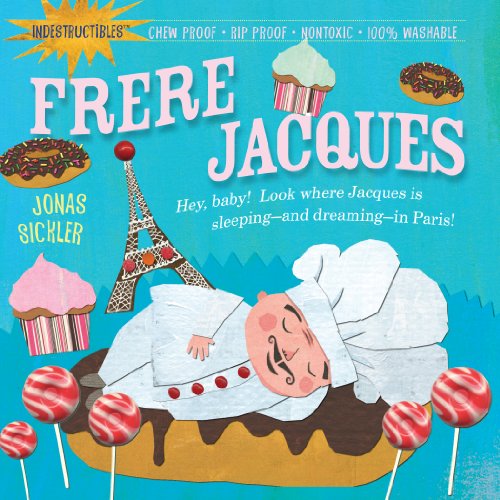 INDESTRUCTIBLES™
CHEW PROOF • RIP PROOF • NONTOXIC • 100% WASHABLE
FRERE
JACQUES
Hey, baby! Look where Jacques is
sleeping—and dreaming—in Paris!
JONAS
SICKLER